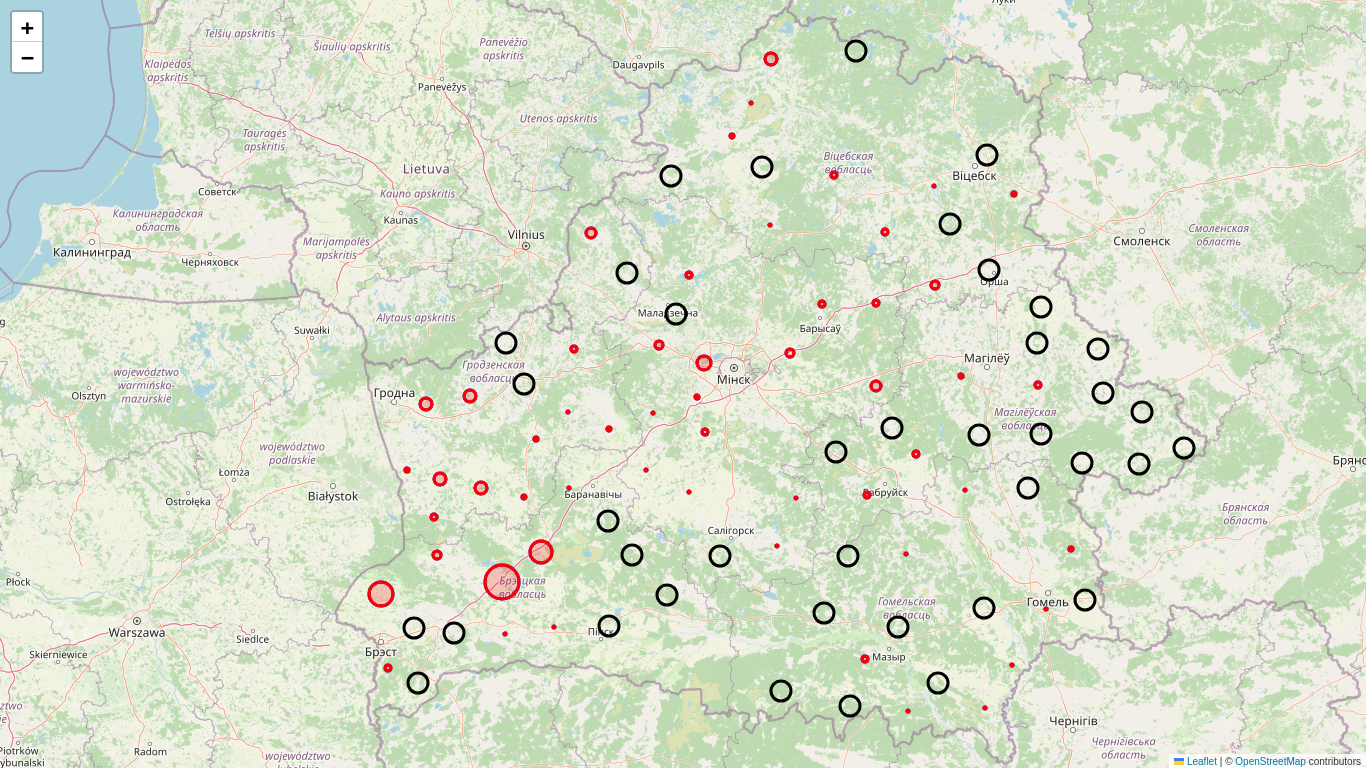 +
−
Луки
Telšių apskritis
Šiaulių apskritis
Panevėžio
apskritis
Klaipėdos
apskritis
Daugavpils
Panevėžys
Utenos apskritis
Tauragės
apskritis
Lietuva
Віцебская
вобласць
Віцебск
Советск
Kauno apskritis
Kaunas
Калининградская
область
Смоленская
область
Калининград
Черняховск
Marijampolės
apskritis
Vilnius
Смоленск
Орша
Alytaus apskritis
Маладзечна
Suwałki
Барысаў
Магілёў
województwo
warmińsko-
mazurskie
Гродзенская
вобласць
Мінск
Olsztyn
Гродна
Магілёўская
вобласць
województwo
podlaskie
Łomża
Брянс
Ostrołęka
Białystok
Баранавічы
Бабруйск
Брянская
область
Салігорск
Płock
Брэсцкая
вобласць
Гомельская
вобласць
Гомель
Warszawa
Siedlce
Пінск
Skierniewice
Брэст
Мазыр
Чернігів
Piotrków
rybunalski
Radom
województwo
Чернігівська
область
Leaflet | © OpenStreetMap contributors